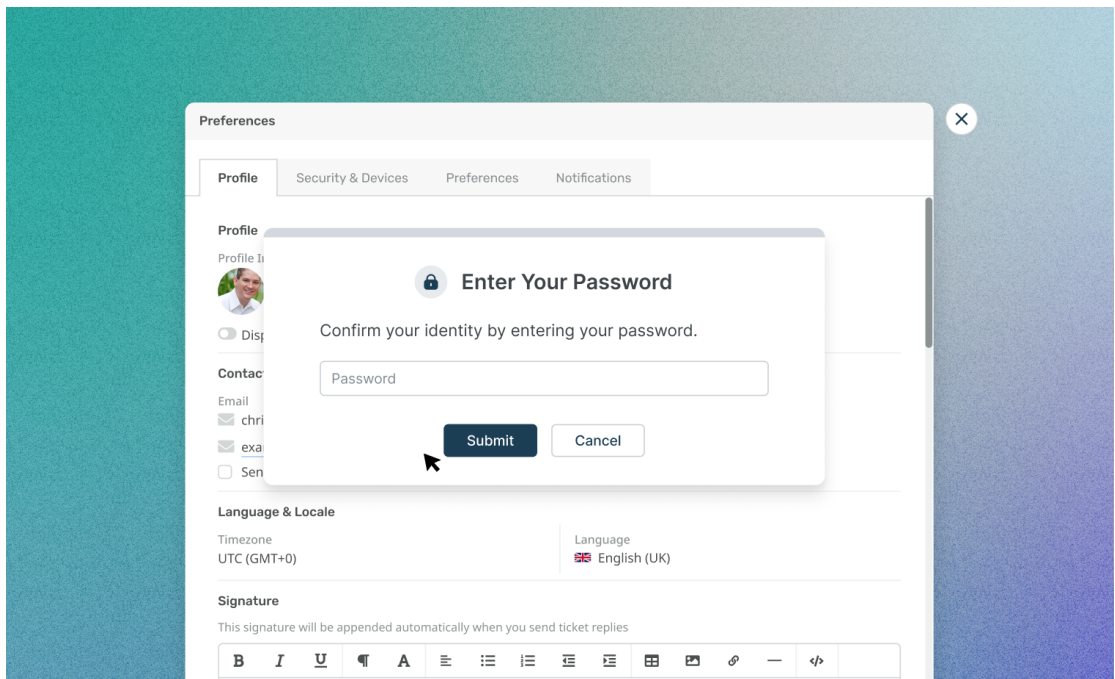 Preferences
Profile
Security & Devices
Preferences
Notifications
Profile
Profile
Enter Your Password
Confirm your identity by entering your password.
Password
Submit
Cancel
Email
Language & Locale
Timezone
UTC (GMT+0)
Language
English (UK)
Signature
This signature will be appended automatically when you send ticket replies
B I U ¶ A </>